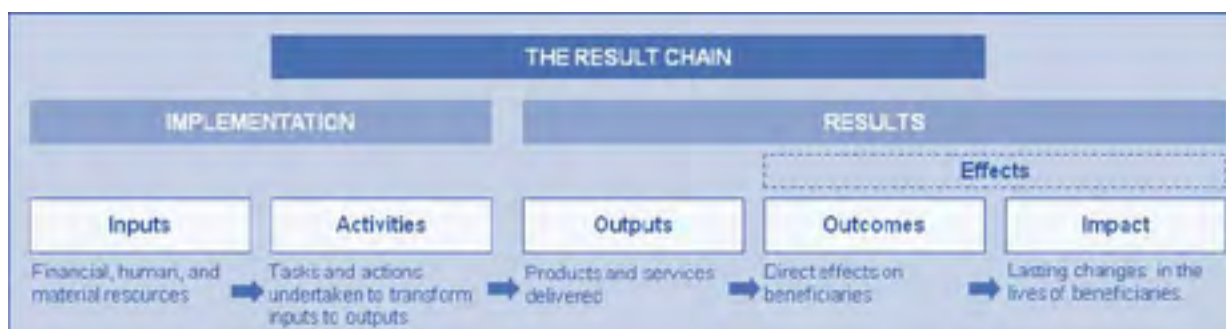 THE RESULT CHAIN
IMPLEMENTATION
RESULTS
Effects
Inputs
Activities
Outputs
Outcomes
Impact
Financial, human, and
material resources
Tasks and actions
undertaken to transform
inputs to outputs
Products and services
delivered
Direct effects on
beneficiaries
Lasting changes in the
lives of beneficiaries.